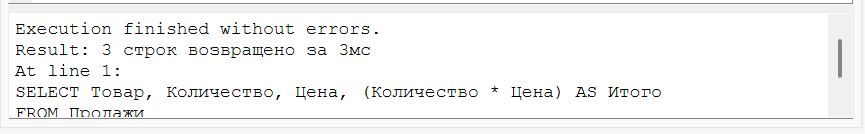 Execution finished without errors.
Result: 3 строк возвращено за 3мс
At line 1:
SELECT Товар, Количество, Цена, (Количество * Цена) AS Итого
FROM Продажи